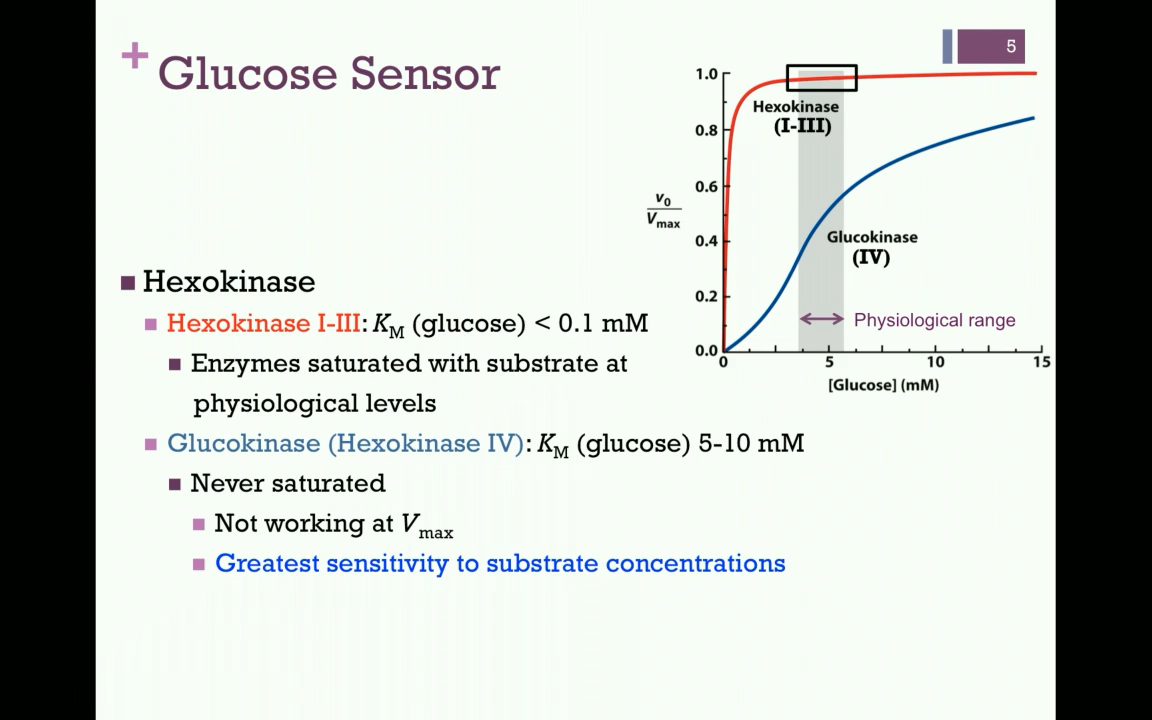 + Glucose Sensor
5
1.0
0.8
0.6
0.4
0.2
0.0
v0
Vmax
Hexokinase
(I-III)
Glucokinase
(IV)
Physiological range
0 5 10 15
[Glucose] (mM)
Hexokinase
Hexokinase I-III: KM (glucose) < 0.1 mM
Enzymes saturated with substrate at
physiological levels
Glucokinase (Hexokinase IV): KM (glucose) 5-10 mM
Never saturated
Not working at Vmax
Greatest sensitivity to substrate concentrations